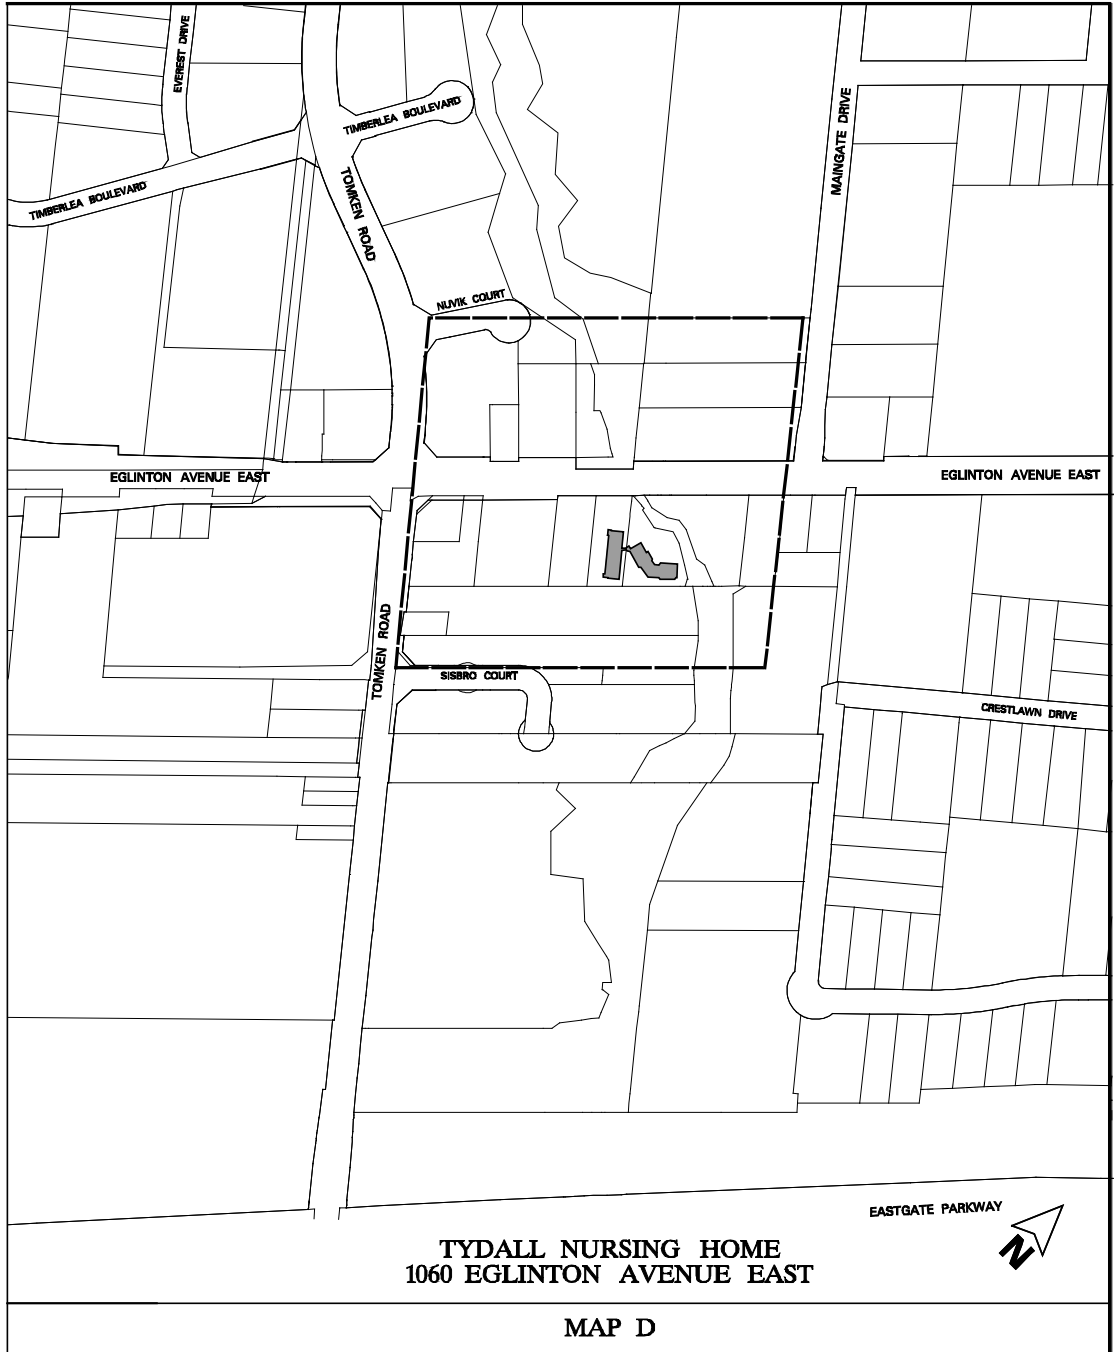 EVEREST DRIVE
TIMBERLEA BOULEVARD
MAINGATE DRIVE
TIMBERLEA BOULEVARD
TOMKEN ROAD
NUVIK COURT
EGLINTON AVENUE EAST
EGLINTON AVENUE EAST
TOMKEN ROAD
SISBRO COURT
CRESTLAWN DRIVE
EASTGATE PARKWAY
N
TYDALL NURSING HOME
1060 EGLINTON AVENUE EAST
MAP D